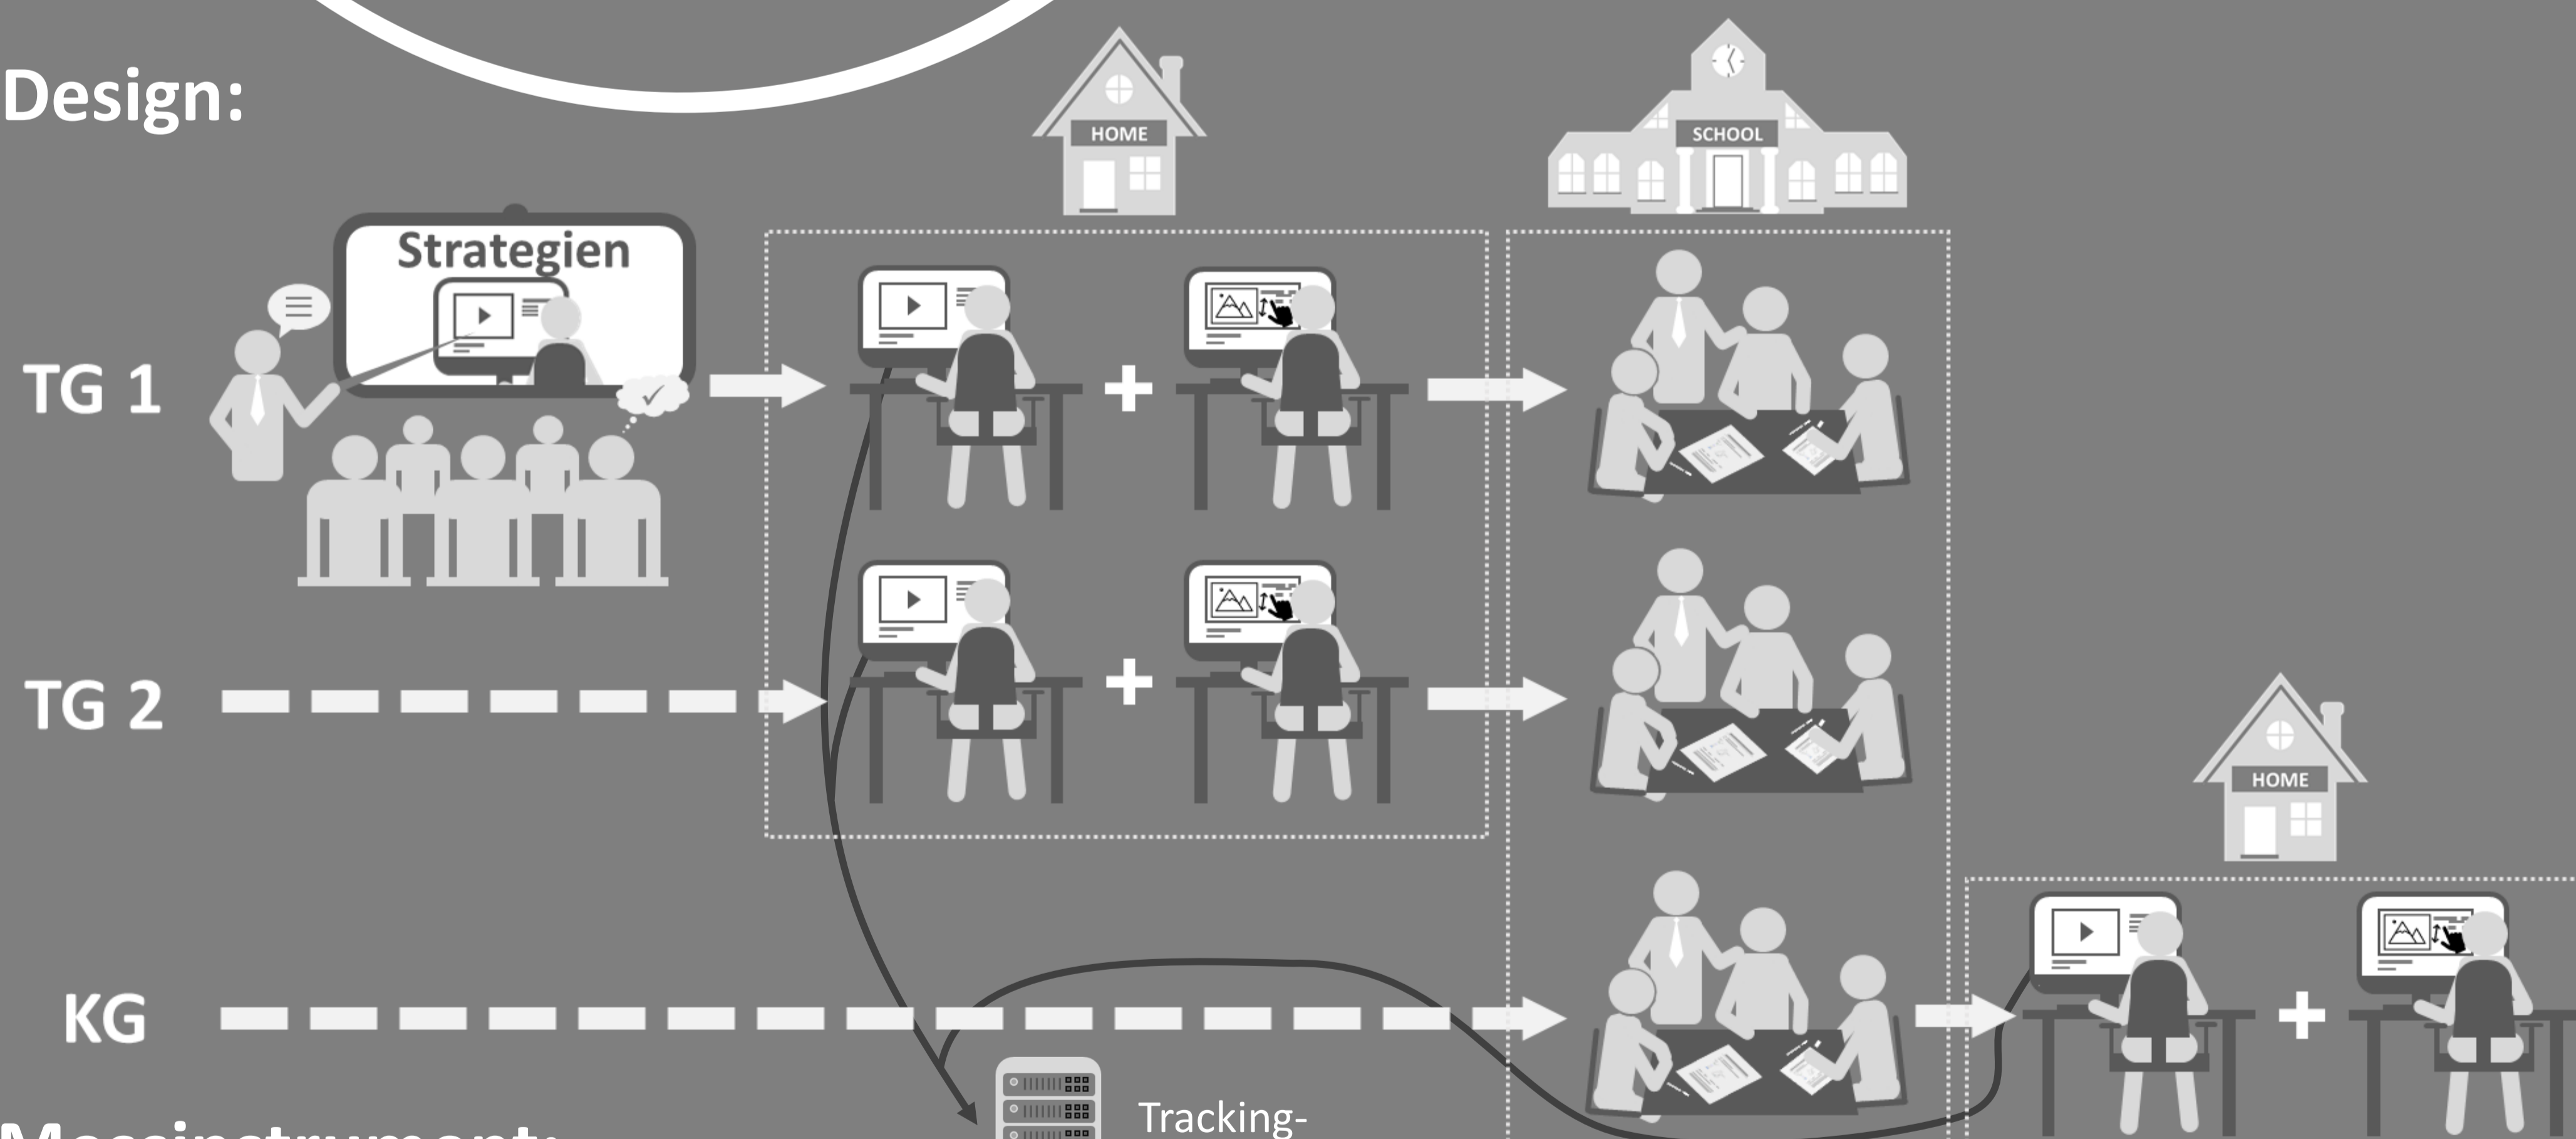 Design:
HOME
SCHOOL
Strategien
TG 1
TG 2
HOME
KG
Tracking-